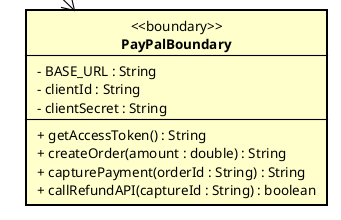 <<boundary>>
PayPalBoundary
- BASE_URL : String
- clientId : String
- clientSecret : String
+ getAccessToken() : String
+ createOrder(amount : double) : String
+ capturePayment(orderId : String) : String
+ callRefundAPI(captureId : String) : boolean